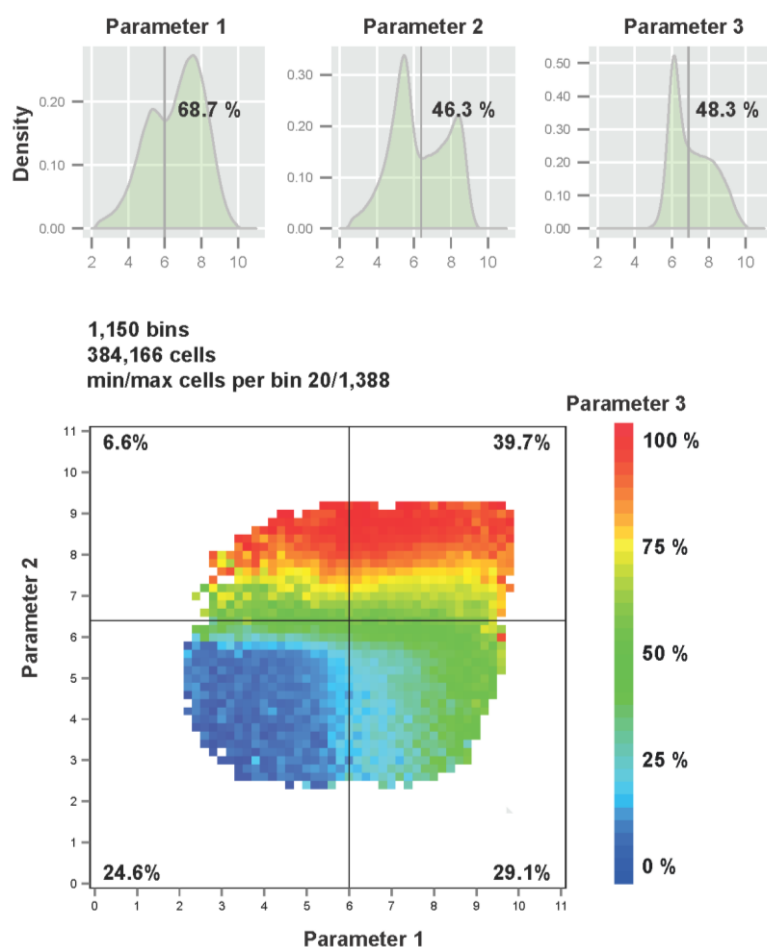 Parameter 1
Parameter 2
Parameter 3
Density
0.20
0.10
0.00
68.7 %
2 4 6 8 10
0.30
0.20
0.10
0.00
46.3 %
2 4 6 8 10
0.50
0.40
0.30
0.20
0.10
0.00
48.3 %
2 4 6 8 10
1,150 bins
384,166 cells
min/max cells per bin 20/1,388
Parameter 3
100 %
75 %
50 %
25 %
0 %
Parameter 2
11
10
9
8
7
6
5
4
3
2
1
0
6.6%
39.7%
24.6%
29.1%
0 1 2 3 4 5 6 7 8 9 10 11
Parameter 1